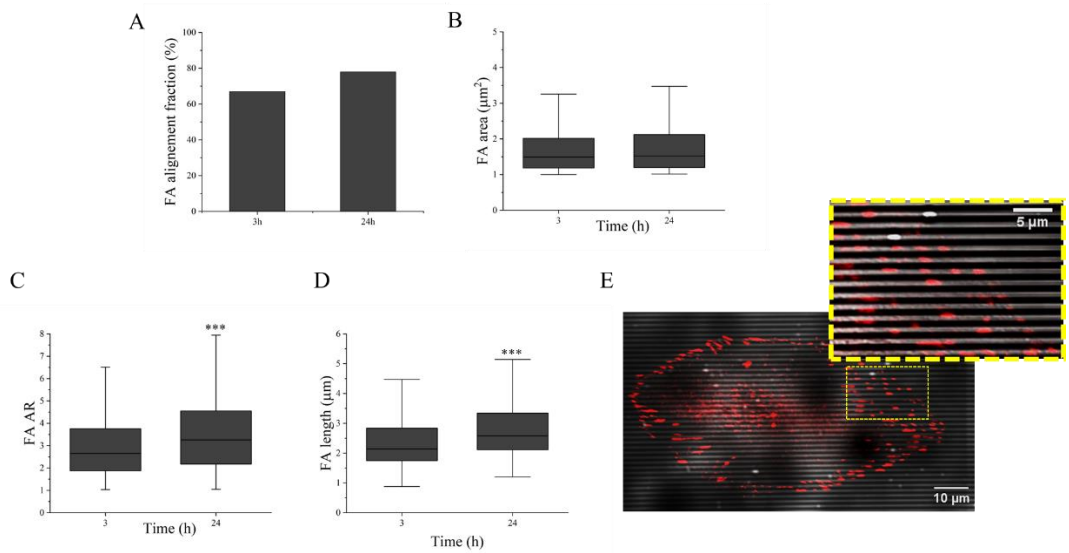 A
FA alignement fraction (%)
100
80
60
40
20
0
3h
24h
B
FA area (μm²)
5
4
3
2
1
0
3
24
Time (h)
5 μm
C
FA AR
8
7
6
5
4
3
2
1
0
***
3
24
Time (h)
D
FA length (μm)
6
5
4
3
2
1
0
***
3
24
Time (h)
E
10 μm